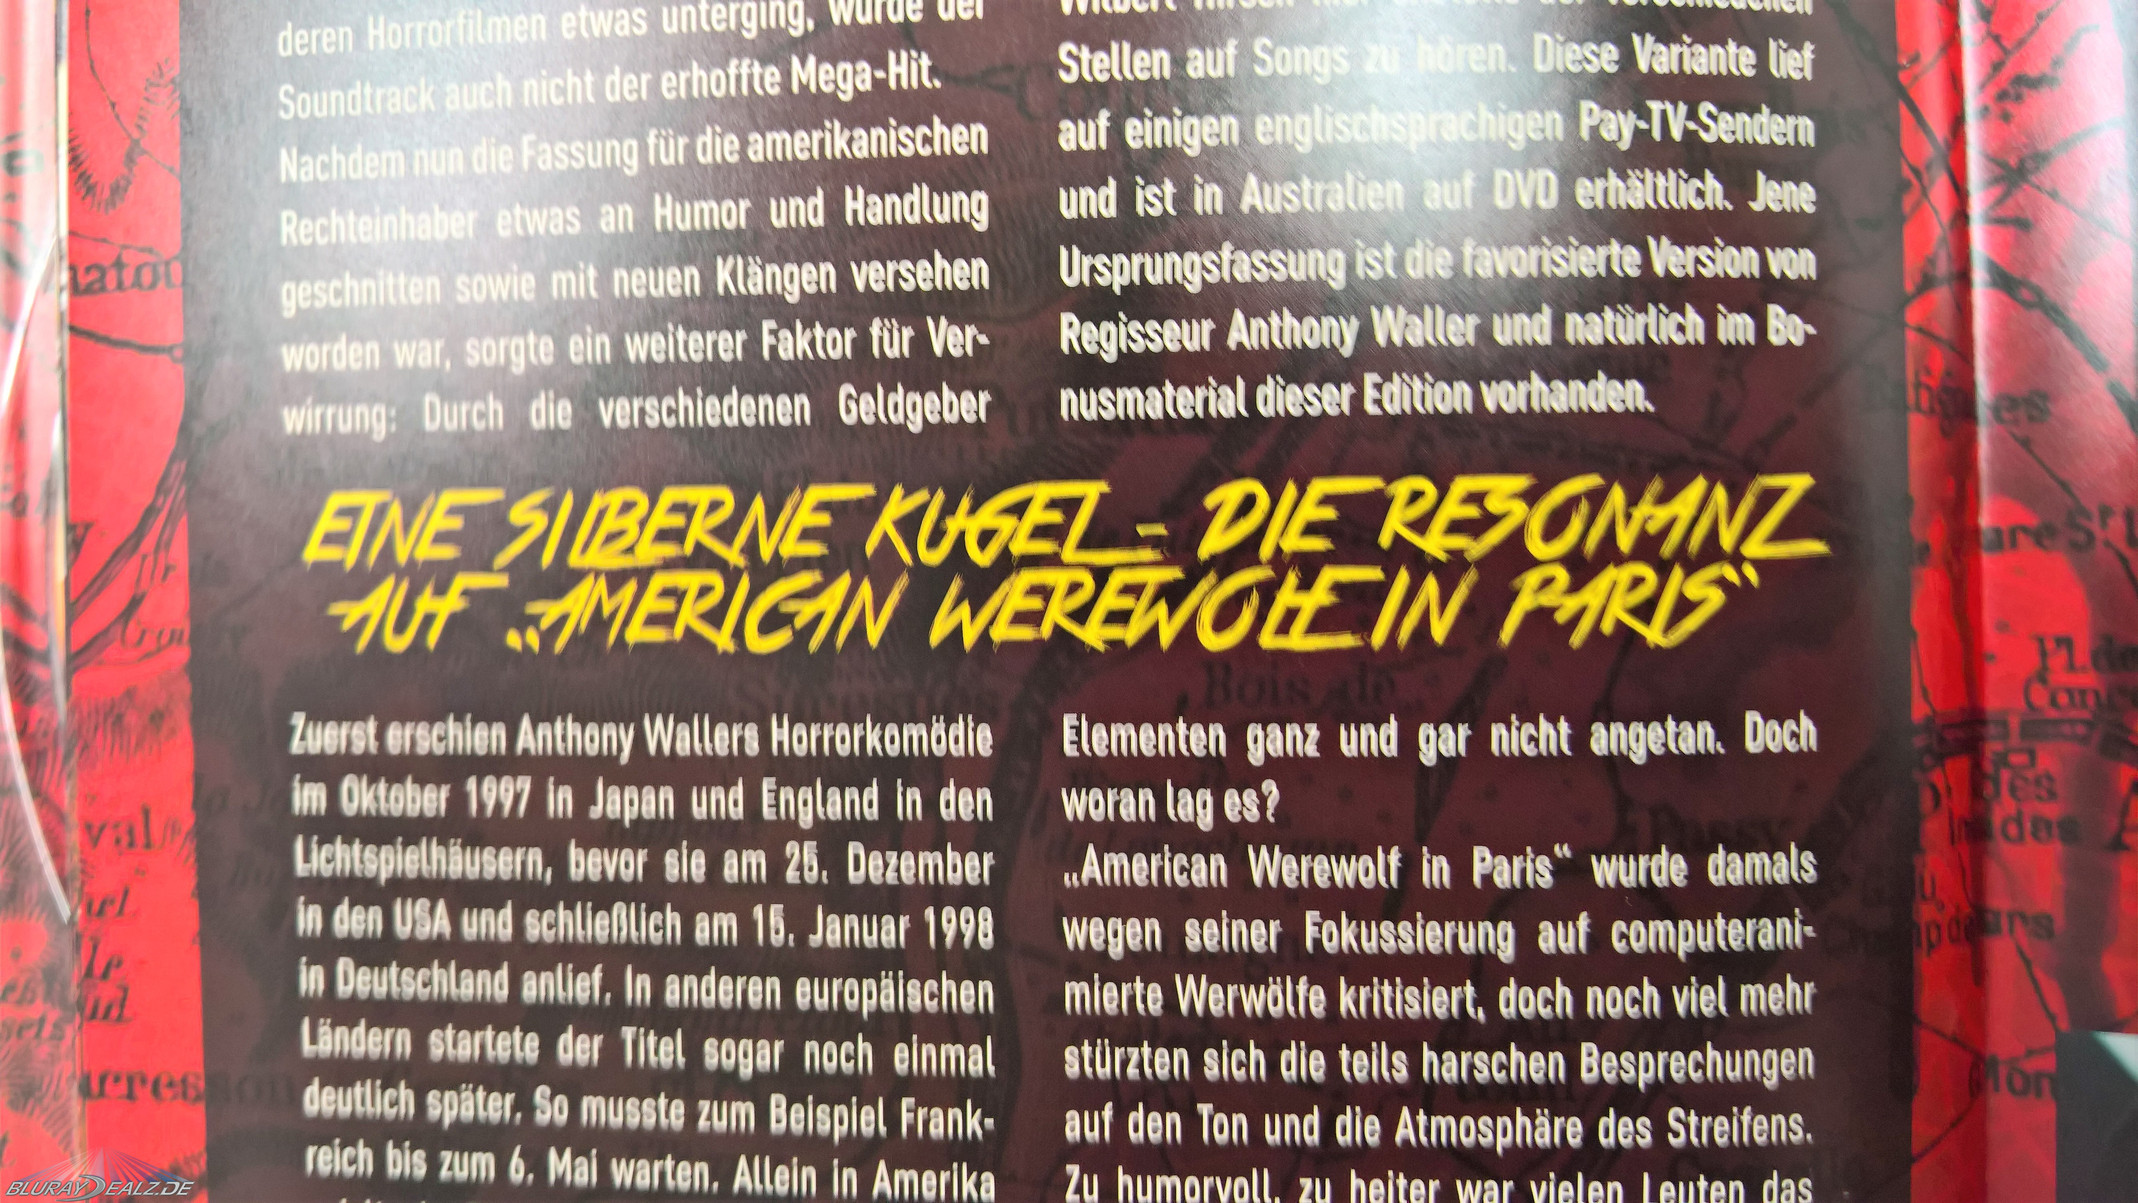 deren Horrorfilmen etwas unterging, wurde der
Soundtrack auch nicht der erhoffte Mega-Hit.
Nachdem nun die Fassung für die amerikanischen
Rechteinhaber etwas an Humor und Handlung
geschnitten sowie mit neuen Klängen versehen
worden war, sorgte ein weiterer Faktor für Ver-
wirrung: Durch die verschiedenen Geldgeber
Stellen auf Songs zu hören. Diese Variante lief
auf einigen englischsprachigen Pay-TV-Sendern
und ist in Australien auf DVD erhältlich. Jene
Ursprungsfassung ist die favorisierte Version von
Regisseur Anthony Waller und natürlich im Bo-
nusmaterial dieser Edition vorhanden.
EINE SILBERNE KUGEL - DIE RESONANZ
AUF „AMERICAN WEREWOLF IN PARIS“
Zuerst erschien Anthony Wallers Horrorkomödie
im Oktober 1997 in Japan und England in den
Lichtspielhäusern, bevor sie am 25. Dezember
in den USA und schließlich am 15. Januar 1998
in Deutschland anlief. In anderen europäischen
Ländern startete der Titel sogar noch einmal
deutlich später. So musste zum Beispiel Frank-
reich bis zum 6. Mai warten. Allein in Amerika
Elementen ganz und gar nicht angetan. Doch
woran lag es?
„American Werewolf in Paris“ wurde damals
wegen seiner Fokussierung auf computerani-
mierte Werwölfe kritisiert, doch noch viel mehr
stürzten sich die teils harschen Besprechungen
auf den Ton und die Atmosphäre des Streifens.
Zu humorvoll, zu heiter war vielen Leuten das
Bois de
BLURAYDEALZ.DE